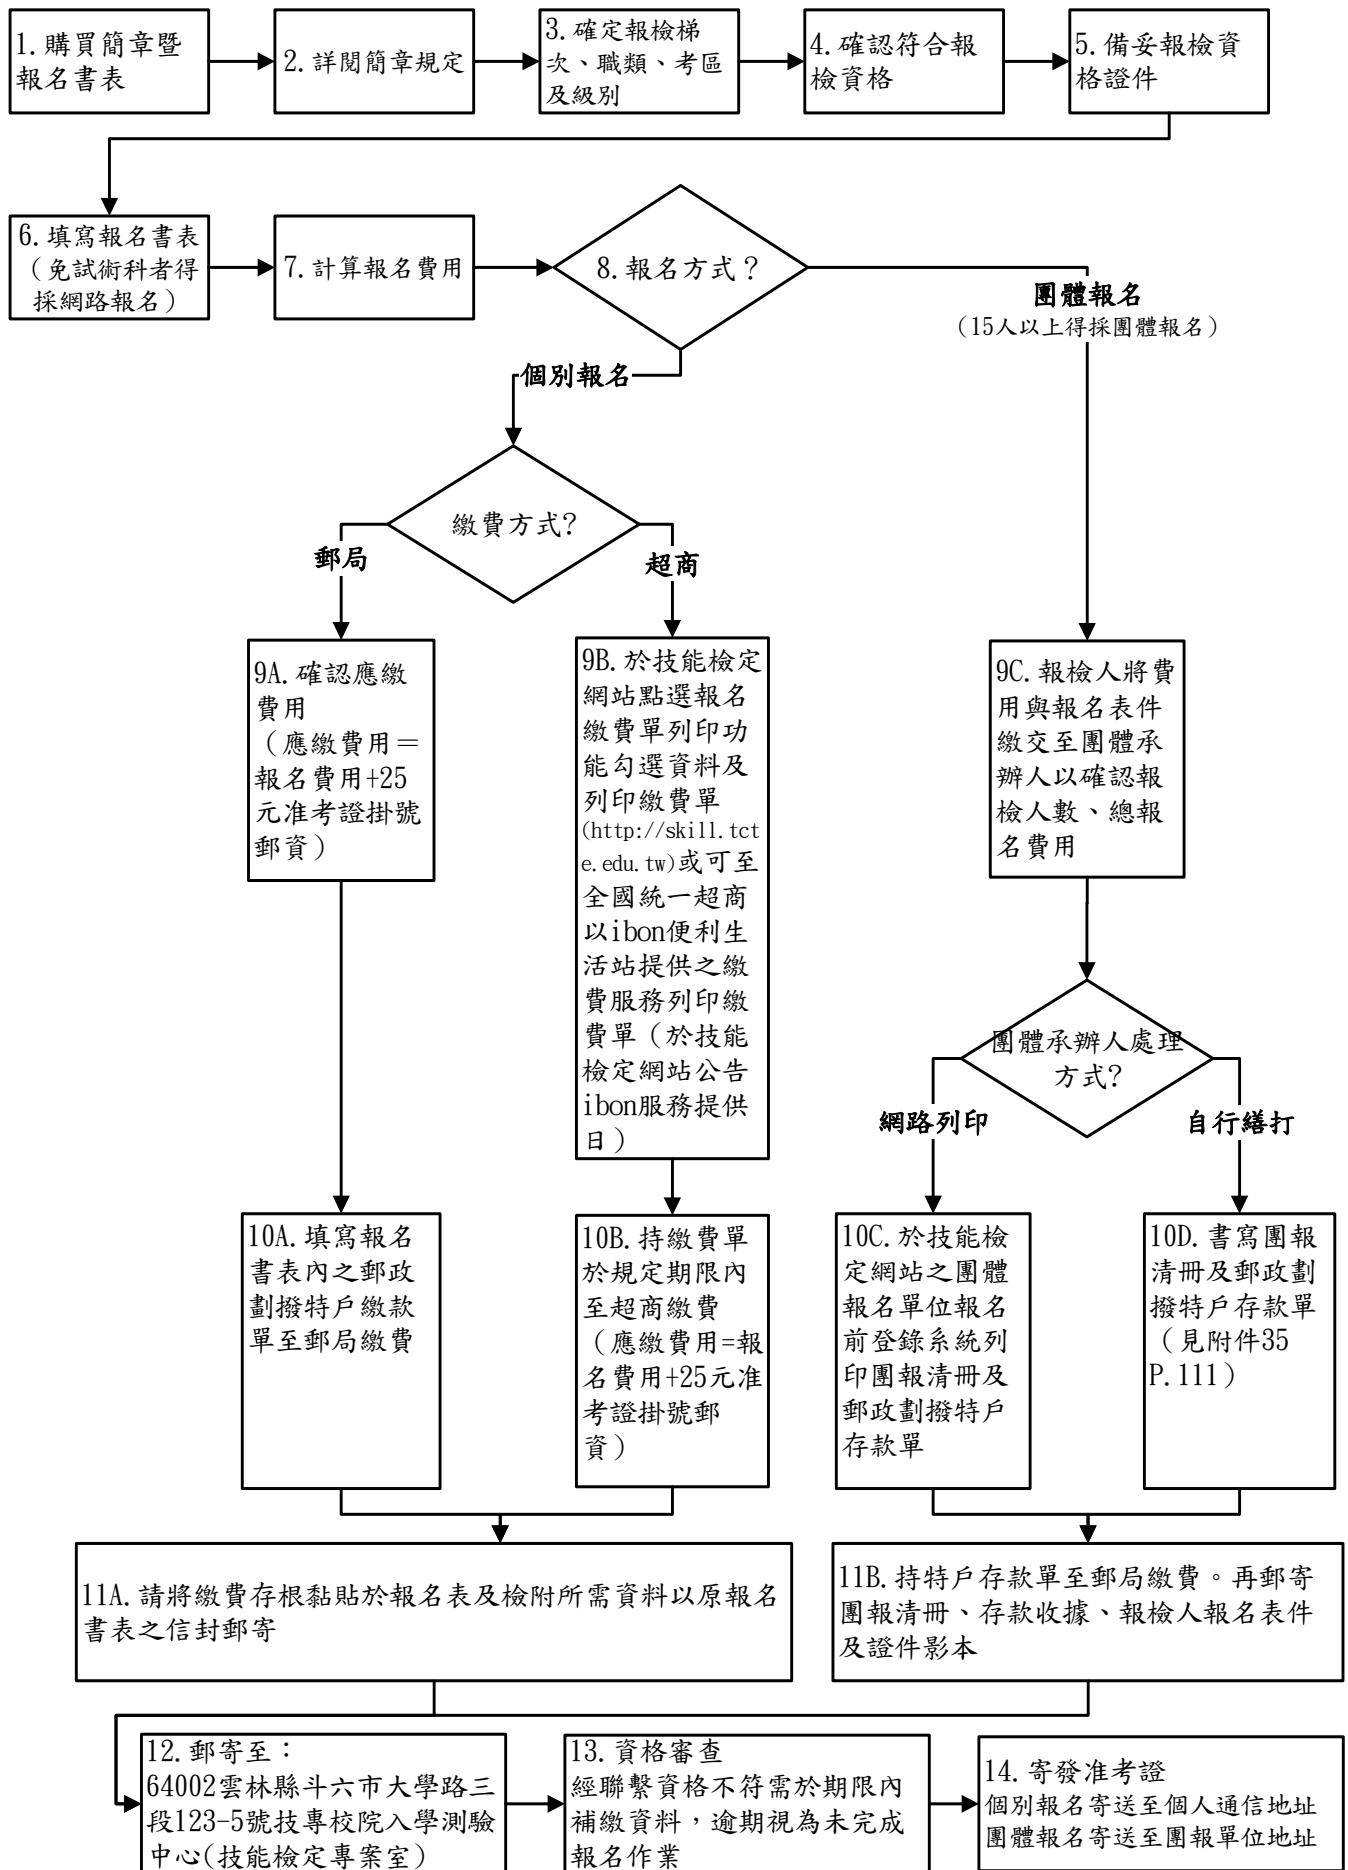 1.購買簡章暨
報名書表
2.詳閱簡章規定
3.確定報檢梯
次、職類、考區
及級別
4.確認符合報
檢資格
5.備妥報檢資
格證件
6.填寫報名書表
（免試術科者得
採網路報名）
7.計算報名費用
8.報名方式？
團體報名
（15人以上得採團體報名）
個別報名
繳費方式?
郵局
超商
9A.確認應繳
費用
（應繳費用＝
報名費用+25
元准考證掛號
郵資）
9B.於技能檢定
網站點選報名
繳費單列印功
能勾選資料及
列印繳費單
(http://skill.tct
e.edu.tw)或可至
全國統一超商
以ibon便利生
活站提供之繳
費服務列印繳
費單（於技能
檢定網站公告
ibon服務提供
日）
9C.報檢人將費
用與報名表件
繳交至團體承
辦人以確認報
檢人數、總報
名費用
團體承辦人處理
方式?
網路列印
自行繕打
10A.填寫報名
書表內之郵政
劃撥特戶繳款
單至郵局繳費
10B.持繳費單
於規定期限內
至超商繳費
（應繳費用=報
名費用+25元准
考證掛號郵
資）
10C.於技能檢
定網站之團體
報名單位報名
前登錄系統列
印團報清冊及
郵政劃撥特戶
存款單
10D.書寫團報
清冊及郵政劃
撥特戶存款單
（見附件35
P.111）
11A.請將繳費存根黏貼於報名表及檢附所需資料以原報名
書表之信封郵寄
11B.持特戶存款單至郵局繳費。再郵寄
團報清冊、存款收據、報檢人報名表件
及證件影本
12.郵寄至：
64002雲林縣斗六市大學路三
段123-5號技專校院入學測驗
中心(技能檢定專案室)
13.資格審查
經聯繫資格不符需於期限內
補繳資料，逾期視為未完成
報名作業
14.寄發准考證
個別報名寄送至個人通信地址
團體報名寄送至團報單位地址